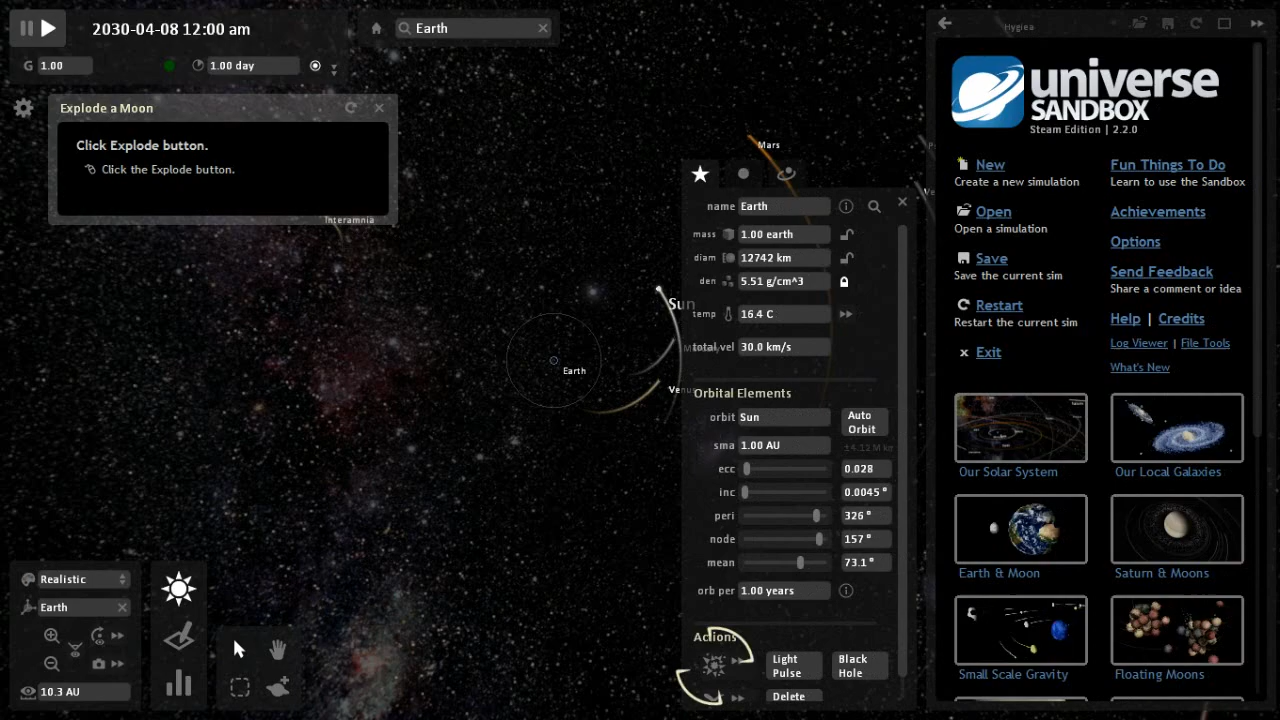 2030-04-08 12:00 am
Earth
G 1.00
1.00 day
Explode a Moon
Click Explode button.
Click the Explode button.
Interamnia
Mars
Sun
Earth
Venus
name Earth
mass 1.00 earth
diam 12742 km
den 5.51 g/cm^3
temp 16.4 C
total vel 30.0 km/s
Orbital Elements
orbit Sun
Auto Orbit
sma 1.00 AU
ecc 0.028
inc 0.0045 °
peri 326 °
node 157 °
mean 73.1 °
orb per 1.00 years
Actions
Light Pulse
Black Hole
Delete
Realistic
Earth
10.3 AU
Hygiea
universe
SANDBOX
Steam Edition | 2.2.0
New
Create a new simulation
Open
Open a simulation
Save
Save the current sim
Restart
Restart the current sim
x Exit
Fun Things To Do
Learn to use the Sandbox
Achievements
Options
Send Feedback
Share a comment or idea
Help | Credits
Log Viewer | File Tools
What's New
Our Solar System
Our Local Galaxies
Earth & Moon
Saturn & Moons
Small Scale Gravity
Floating Moons